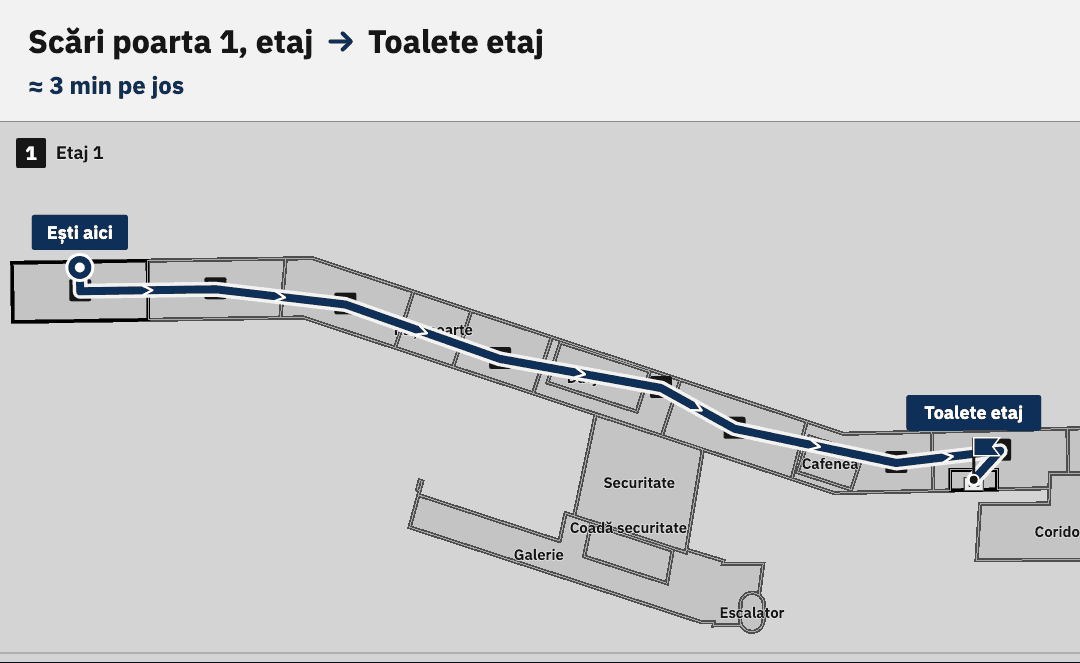 Scări poarta 1, etaj → Toalete etaj
≈ 3 min pe jos
1 Etaj 1
Ești aici
Toalete etaj
Cafenea
Securitate
Coadă securitate
Galerie
Corido
Escalator